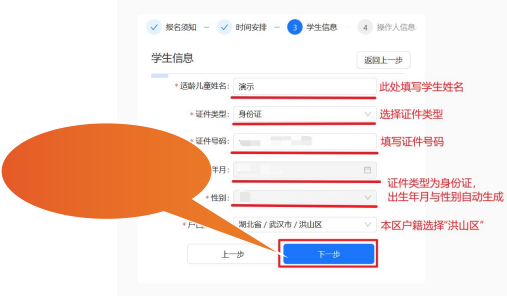 报名须知 时间安排 3 学生信息 4 操作人信息
学生信息 返回上一步
* 适龄儿童姓名: 演示 此处填写学生姓名
* 证件类型: 身份证 选择证件类型
* 证件号码: 填写证件号码
年月:
证件类型为身份证,
* 性别: 出生年月与性别自动生成
* 户口 湖北省 / 武汉市 / 洪山区 本区户籍选择“洪山区”
上一步 下一步